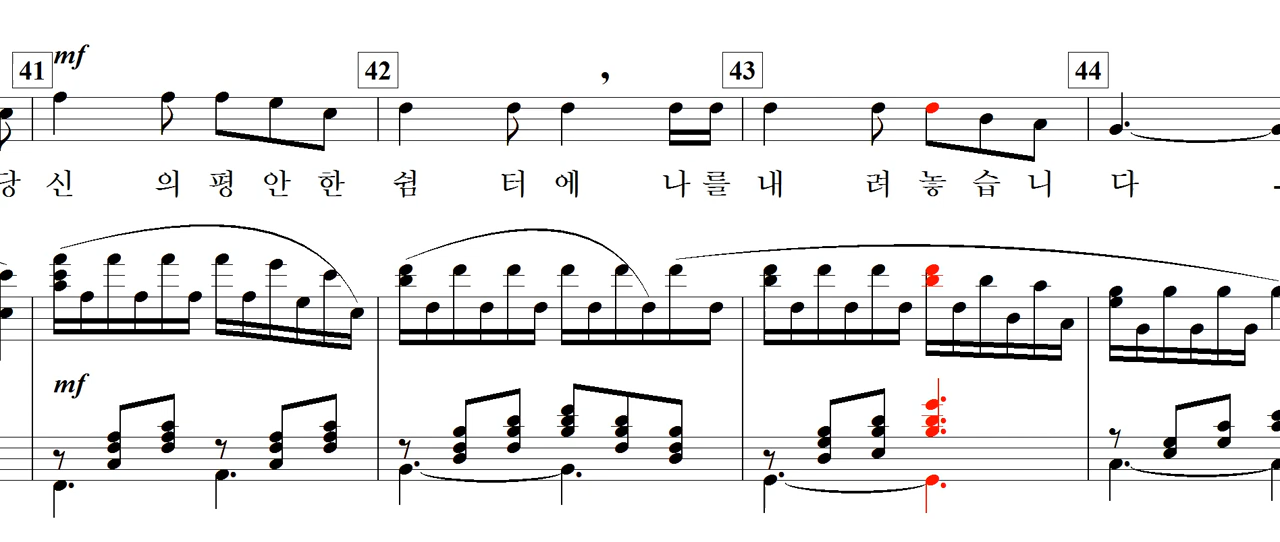 41 mf 42 , 43 44
당 신 의 평 안 한 쉼 터 에 나 를 내 려 놓 습 니 다 -
mf